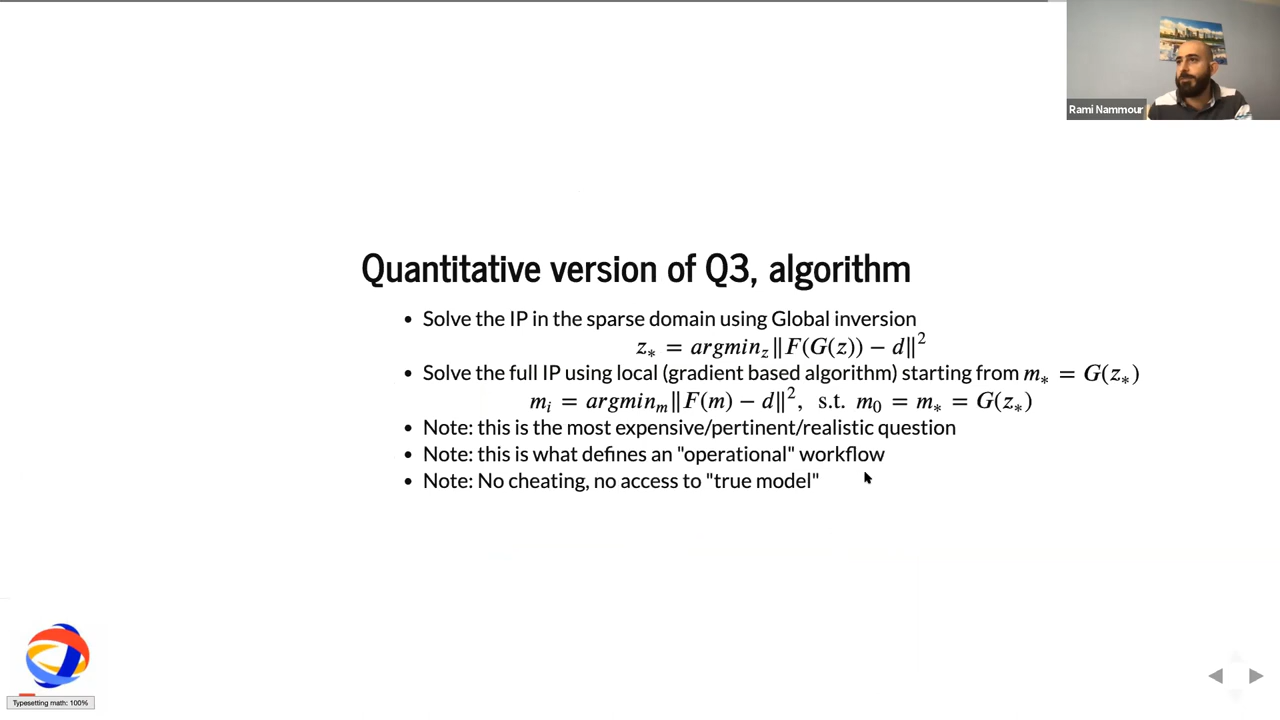 Rami Nammour
Quantitative version of Q3, algorithm
• Solve the IP in the sparse domain using Global inversion
z∗ = argmin_z ‖F(G(z)) − d‖²
• Solve the full IP using local (gradient based algorithm) starting from m∗ = G(z∗)
m_i = argmin_m ‖F(m) − d‖², s.t. m₀ = m∗ = G(z∗)
• Note: this is the most expensive/pertinent/realistic question
• Note: this is what defines an "operational" workflow
• Note: No cheating, no access to "true model"
Typesetting math: 100%